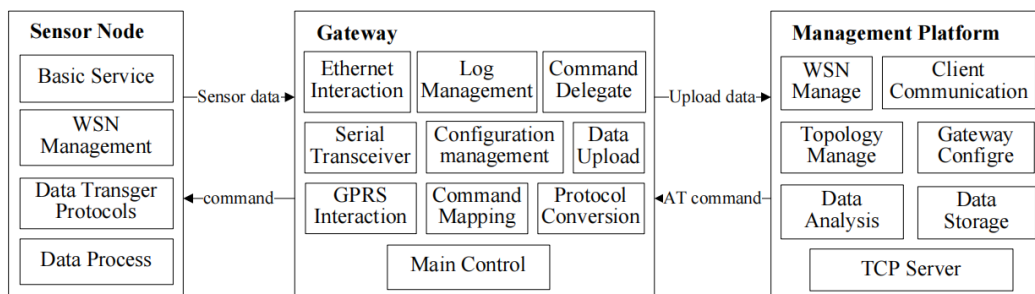 Sensor Node
Basic Service
WSN
Management
Data Transger
Protocols
Data Process
Sensor data
command
Gateway
Ethernet
Interaction
Log
Management
Command
Delegate
Serial
Transceiver
Configuration
management
Data
Upload
GPRS
Interaction
Command
Mapping
Protocol
Conversion
Main Control
Upload data
AT command
Management Platform
WSN
Manage
Client
Communication
Topology
Manage
Gateway
Configre
Data
Analysis
Data
Storage
TCP Server